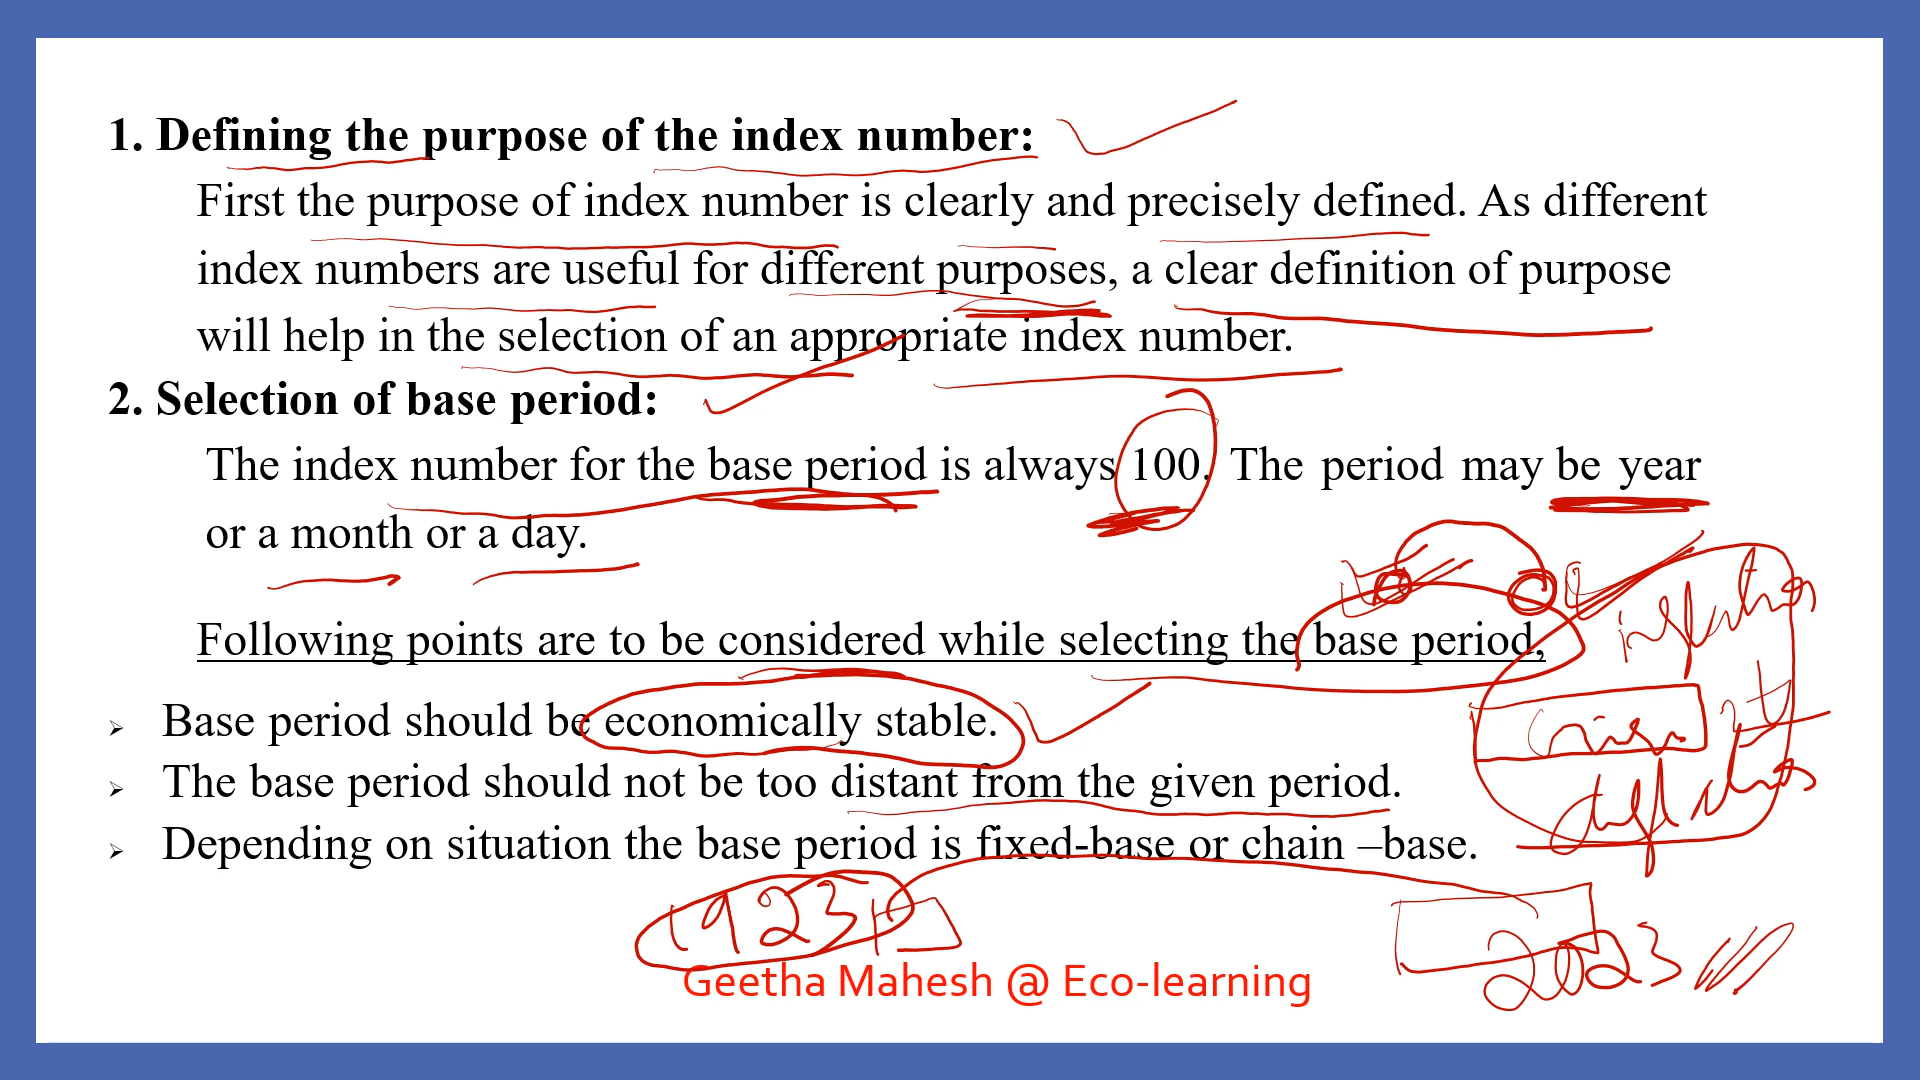 1. Defining the purpose of the index number:
First the purpose of index number is clearly and precisely defined. As different
index numbers are useful for different purposes, a clear definition of purpose
will help in the selection of an appropriate index number.
2. Selection of base period:
The index number for the base period is always 100. The period may be year
or a month or a day.
inflation
Following points are to be considered while selecting the base period,
Base period should be economically stable.
crisis
The base period should not be too distant from the given period.
deflation
Depending on situation the base period is fixed-base or chain –base.
1923
2023
Geetha Mahesh @ Eco-learning